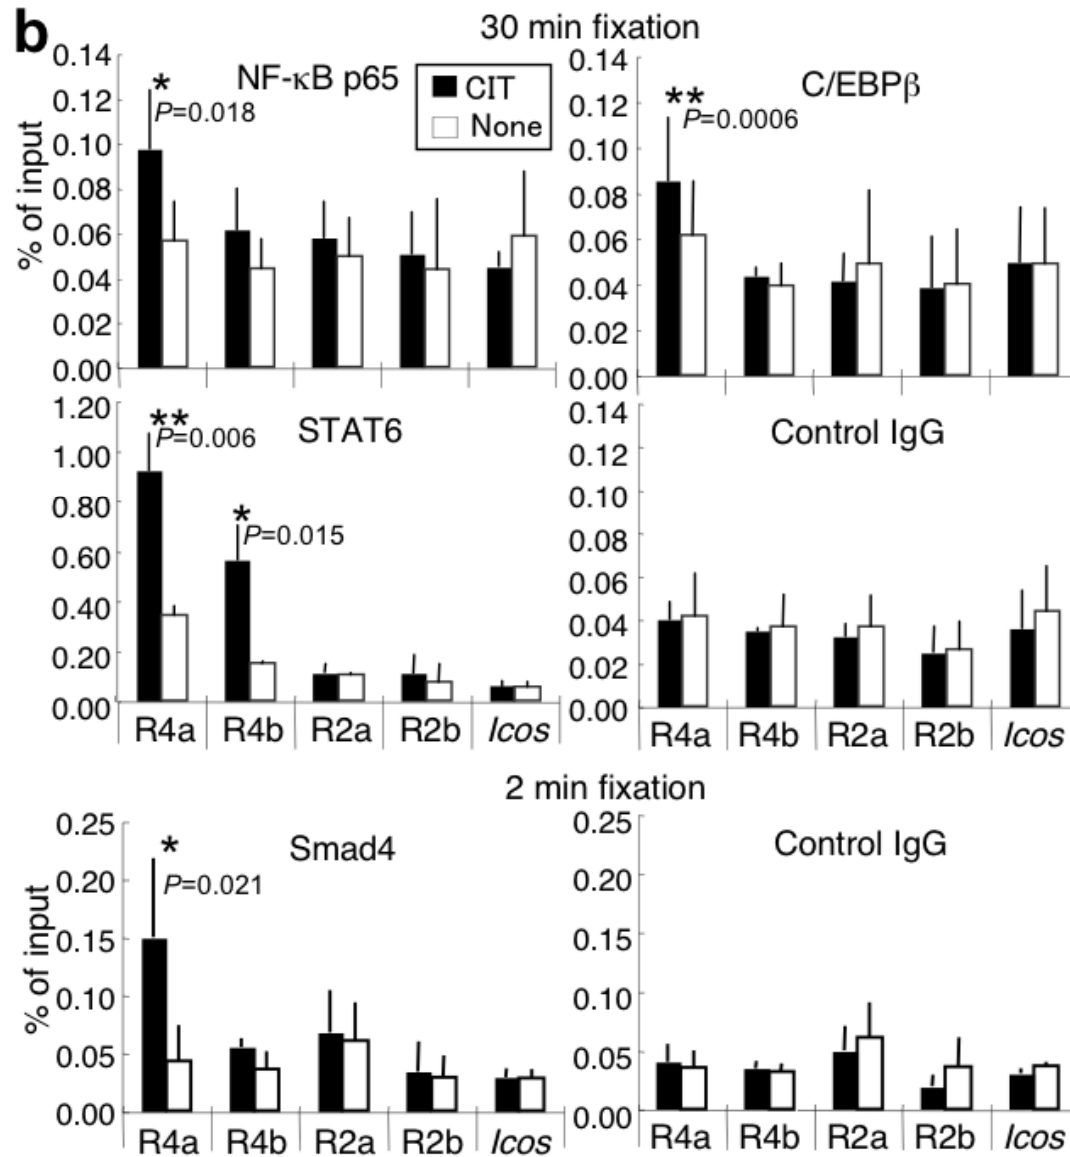 b
30 min fixation
NF-κB p65
CIT
None
*
P=0.018
% of input
0.14
0.12
0.10
0.08
0.06
0.04
0.02
0.00
C/EBPβ
**
P=0.0006
0.14
0.12
0.10
0.08
0.06
0.04
0.02
0.00
STAT6
**
P=0.006
*
P=0.015
1.20
1.00
0.80
0.60
0.40
0.20
0.00
R4a R4b R2a R2b Icos
Control IgG
0.14
0.12
0.10
0.08
0.06
0.04
0.02
0.00
R4a R4b R2a R2b Icos
2 min fixation
Smad4
*
P=0.021
% of input
0.25
0.20
0.15
0.10
0.05
0.00
R4a R4b R2a R2b Icos
Control IgG
0.25
0.20
0.15
0.10
0.05
0.00
R4a R4b R2a R2b Icos